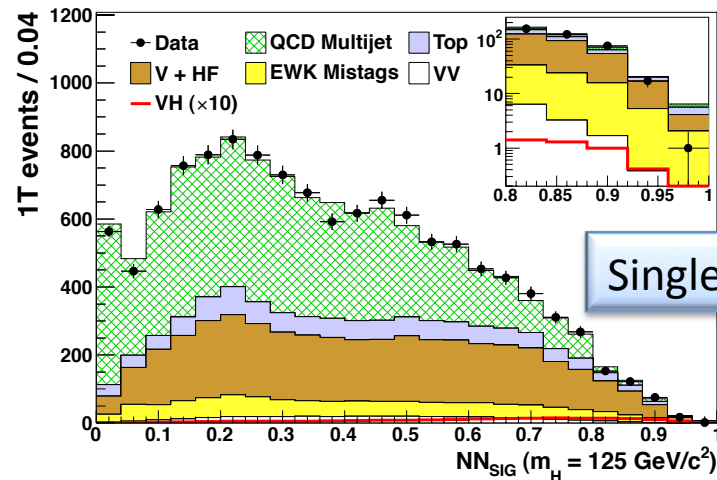 1T events / 0.04
1200
1000
800
600
400
200
0
Data
QCD Multijet
Top
V + HF
EWK Mistags
VV
VH (×10)
10²
10
1
0.8 0.85 0.9 0.95 1
Single
0 0.1 0.2 0.3 0.4 0.5 0.6 0.7 0.8 0.9 1
NN_SIG (m_H = 125 GeV/c²)